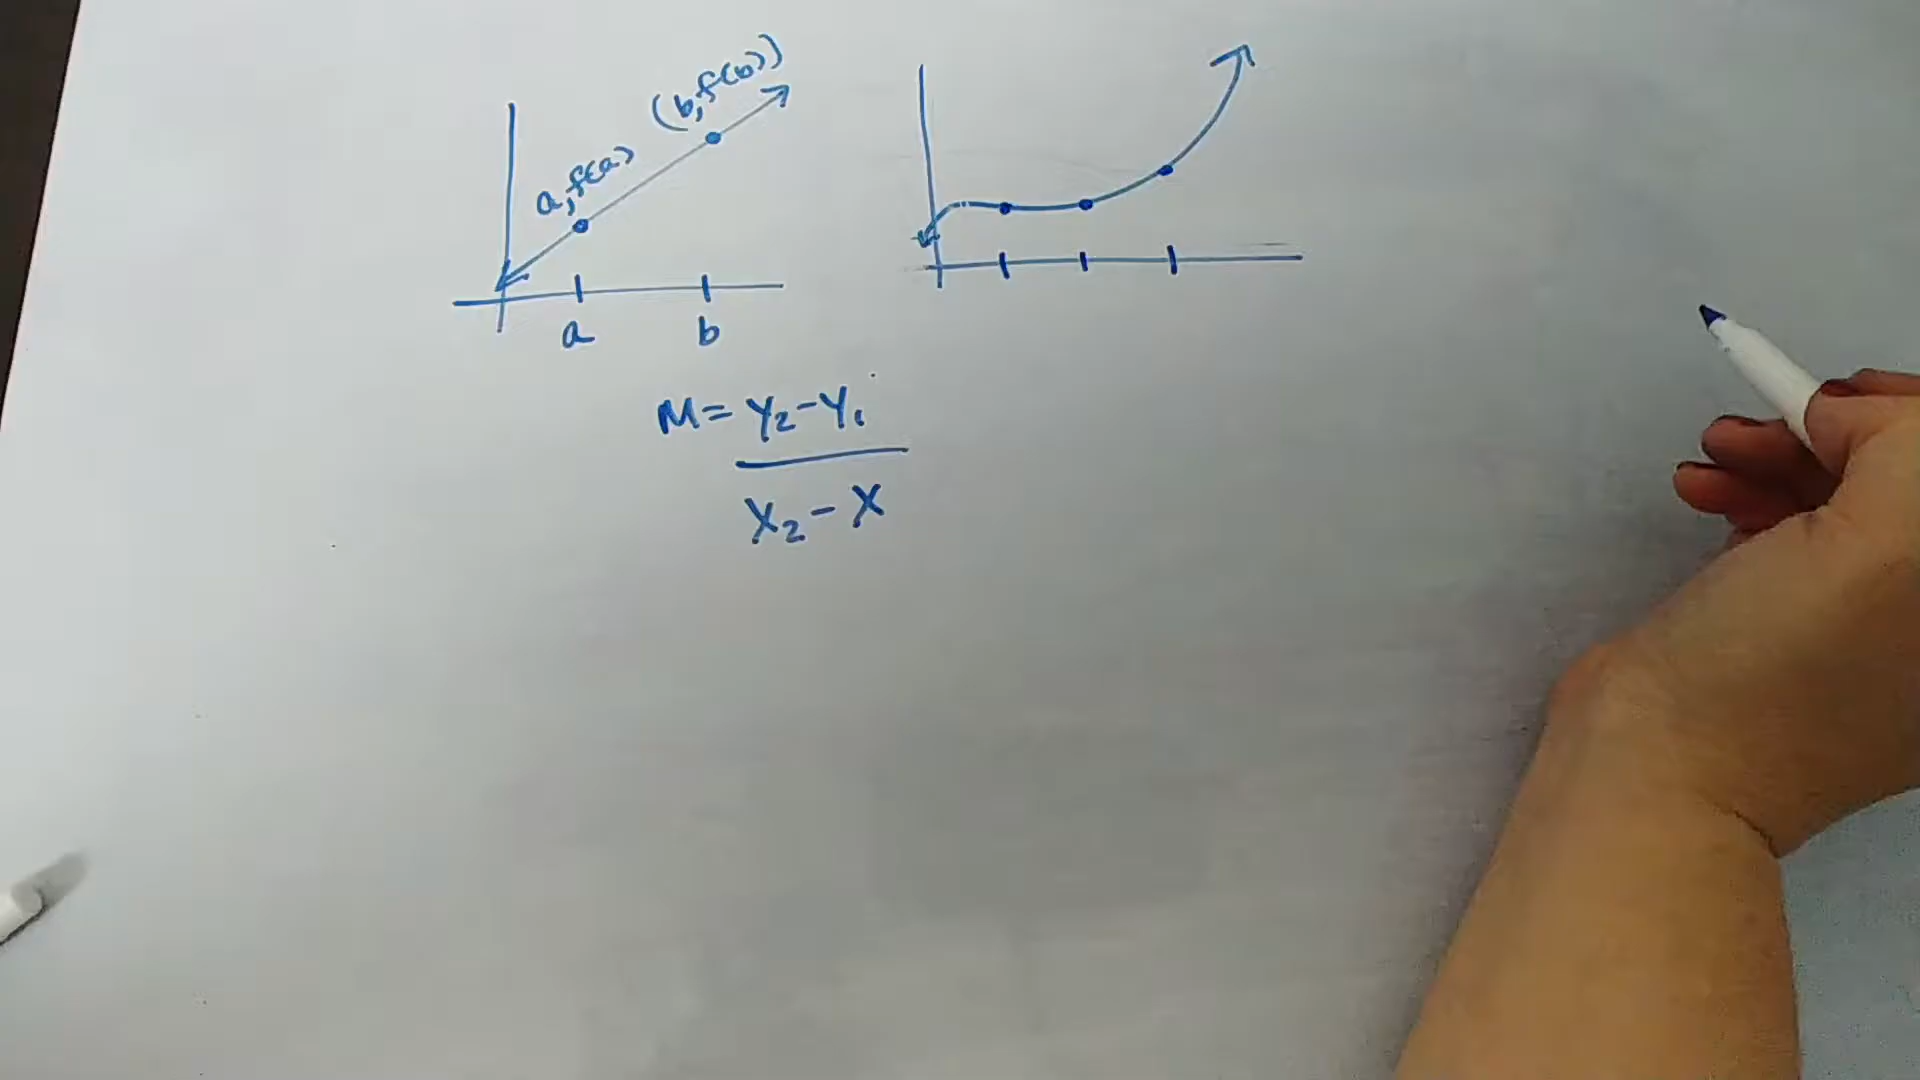 (b,f(b))
a,f(a)
a b
M=y₂-y₁
x₂-x